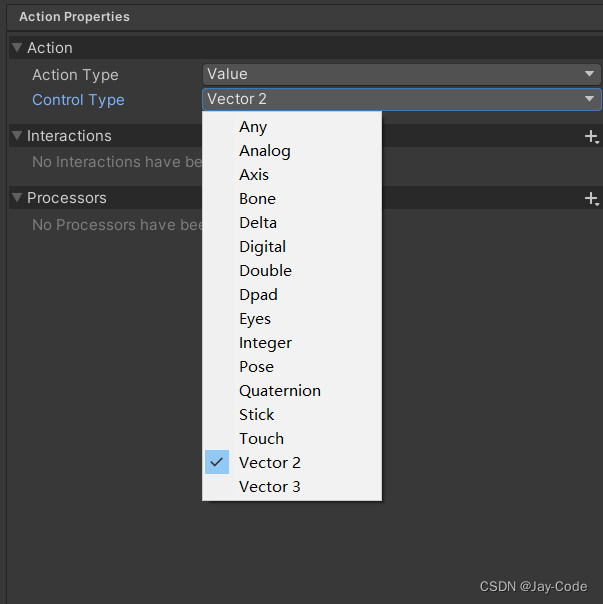 Action Properties
Action
Action Type Value
Control Type Vector 2
Any
Analog
Axis
Bone
Delta
Digital
Double
Dpad
Eyes
Integer
Pose
Quaternion
Stick
Touch
Vector 2
Vector 3
Interactions
No Interactions have be
Processors
No Processors have bee
CSDN @Jay-Code